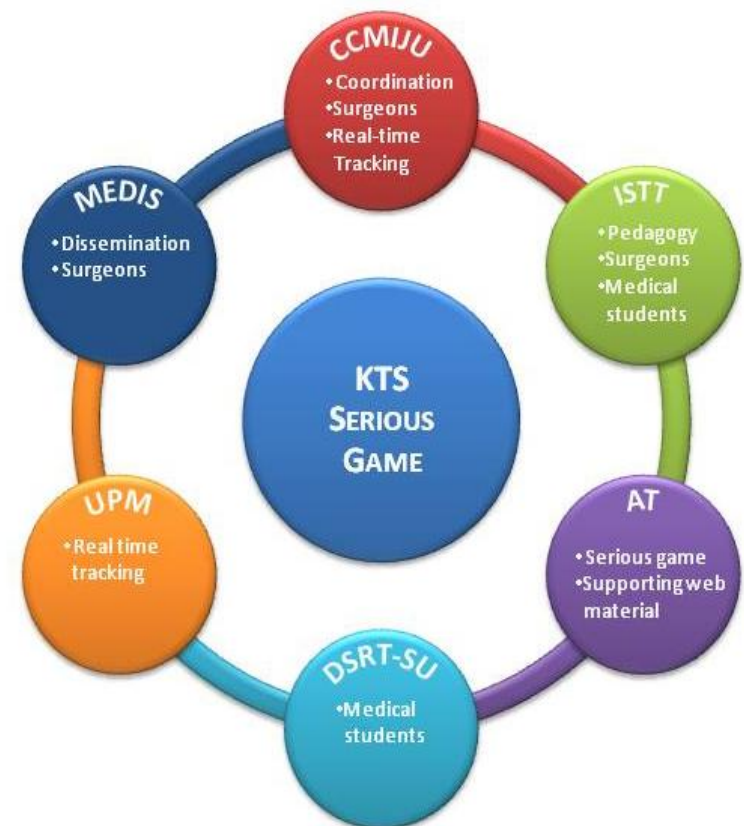 CCMIJU
•Coordination
•Surgeons
•Real-time
Tracking
ISTT
•Pedagogy
•Surgeons
•Medical
students
AT
•Serious game
•Supporting web
material
DSRT-SU
•Medical
students
UPM
•Real time
tracking
MEDIS
•Dissemination
•Surgeons
KTS
SERIOUS
GAME